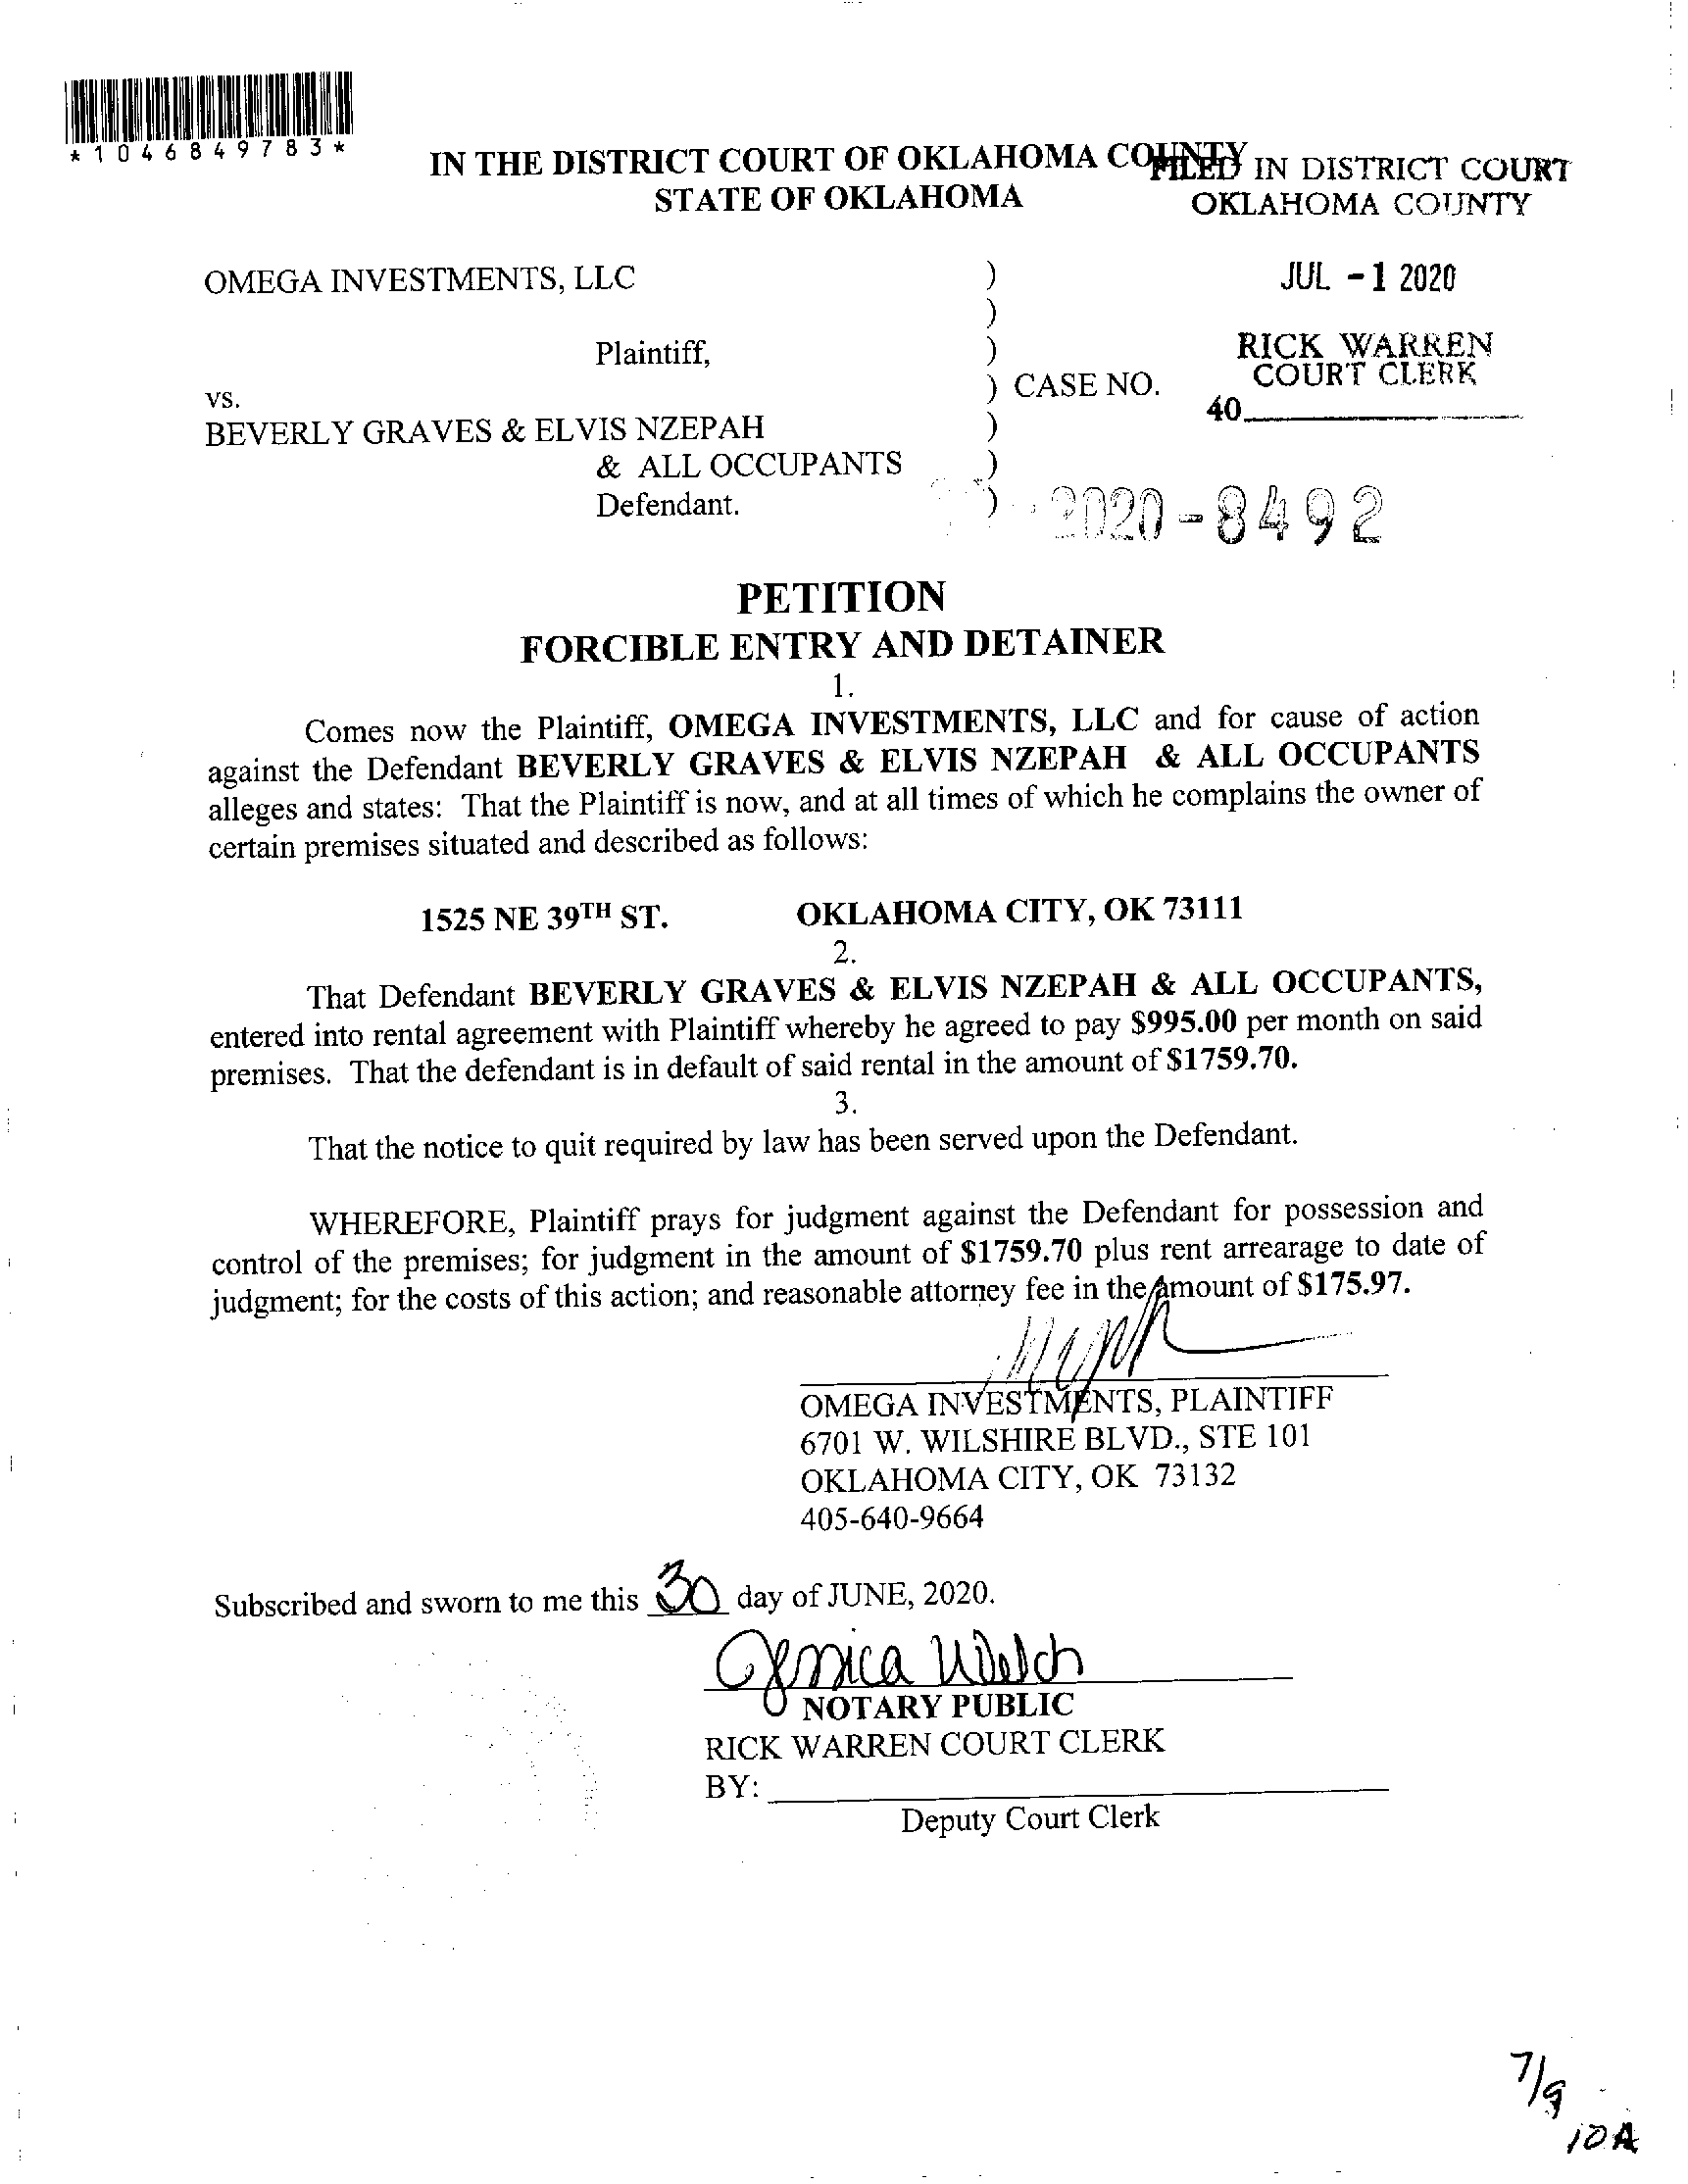 *1046849783*
IN THE DISTRICT COURT OF OKLAHOMA COUNTY
STATE OF OKLAHOMA
FILED IN DISTRICT COURT
OKLAHOMA COUNTY
JUL -1 2020
RICK WARREN
COURT CLERK
40
OMEGA INVESTMENTS, LLC )
)
Plaintiff, )
vs. ) CASE NO.
BEVERLY GRAVES & ELVIS NZEPAH )
& ALL OCCUPANTS )
Defendant. )
2020-8492
PETITION
FORCIBLE ENTRY AND DETAINER
1.
Comes now the Plaintiff, OMEGA INVESTMENTS, LLC and for cause of action
against the Defendant BEVERLY GRAVES & ELVIS NZEPAH & ALL OCCUPANTS
alleges and states: That the Plaintiff is now, and at all times of which he complains the owner of
certain premises situated and described as follows:
1525 NE 39TH ST. OKLAHOMA CITY, OK 73111
2.
That Defendant BEVERLY GRAVES & ELVIS NZEPAH & ALL OCCUPANTS,
entered into rental agreement with Plaintiff whereby he agreed to pay $995.00 per month on said
premises. That the defendant is in default of said rental in the amount of $1759.70.
3.
That the notice to quit required by law has been served upon the Defendant.
WHEREFORE, Plaintiff prays for judgment against the Defendant for possession and
control of the premises; for judgment in the amount of $1759.70 plus rent arrearage to date of
judgment; for the costs of this action; and reasonable attorney fee in the amount of $175.97.
OMEGA INVESTMENTS, PLAINTIFF
6701 W. WILSHIRE BLVD., STE 101
OKLAHOMA CITY, OK 73132
405-640-9664
Subscribed and sworn to me this 30 day of JUNE, 2020.
Jessica Welch
NOTARY PUBLIC
RICK WARREN COURT CLERK
BY:
Deputy Court Clerk
7/9
10A